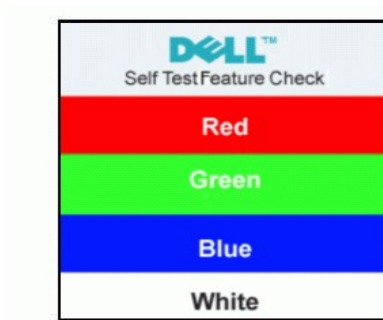 DELL™
Self Test Feature Check
Red
Green
Blue
White